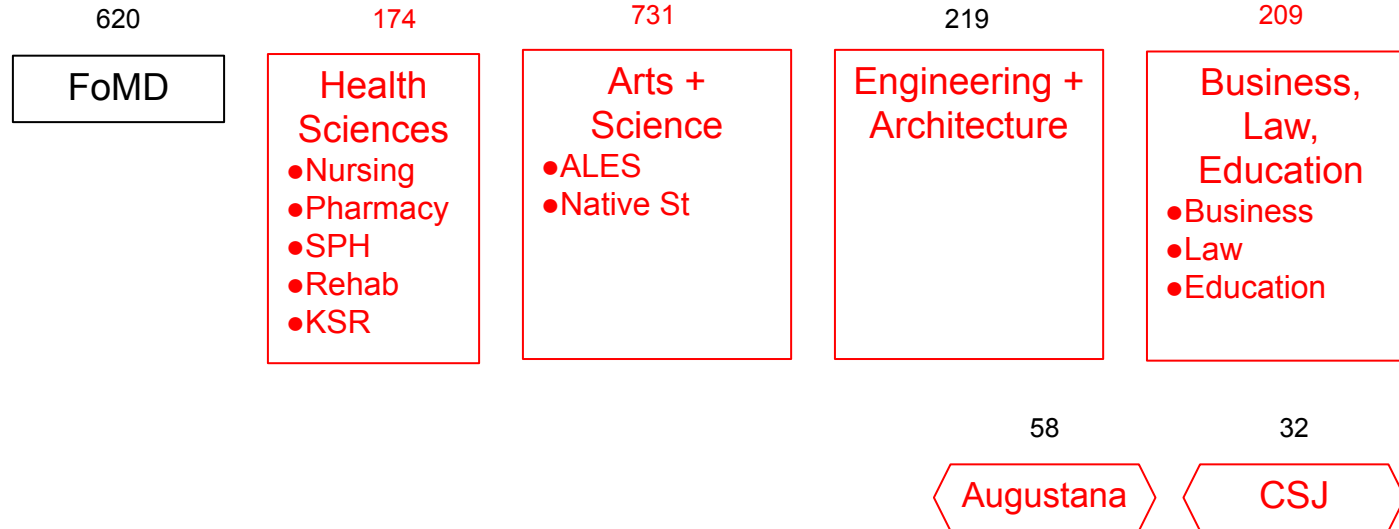 620
174
731
219
209
FoMD
Health
Sciences
●Nursing
●Pharmacy
●SPH
●Rehab
●KSR
Arts +
Science
●ALES
●Native St
Engineering +
Architecture
Business,
Law,
Education
●Business
●Law
●Education
58
32
Augustana
CSJ